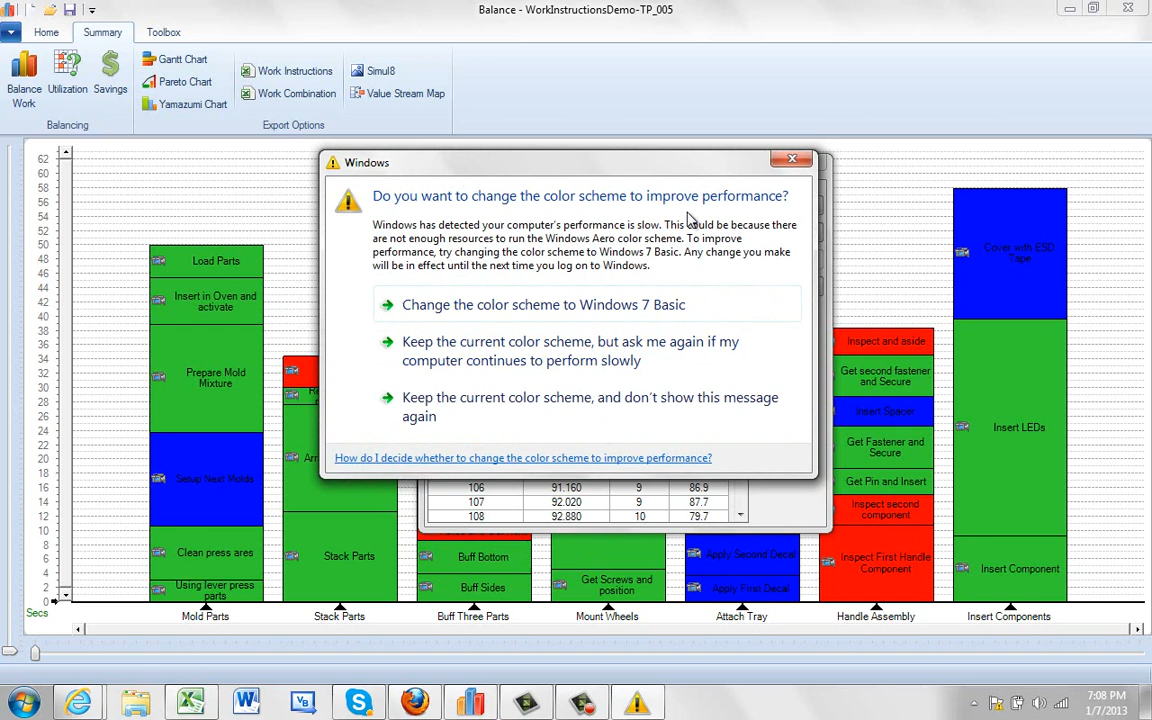 Balance - WorkInstructionsDemo-TP_005
Home
Summary
Toolbox
Balance
Work
Utilization
Savings
Gantt Chart
Pareto Chart
Yamazumi Chart
Work Instructions
Work Combination
Simul8
Value Stream Map
Balancing
Export Options
Windows
Do you want to change the color scheme to improve performance?
Windows has detected your computer's performance is slow. This could be because there
are not enough resources to run the Windows Aero color scheme. To improve
performance, try changing the color scheme to Windows 7 Basic. Any change you make
will be in effect until the next time you log on to Windows.
Change the color scheme to Windows 7 Basic
Keep the current color scheme, but ask me again if my
computer continues to perform slowly
Keep the current color scheme, and don't show this message
again
How do I decide whether to change the color scheme to improve performance?
106 91.160 9 86.9
107 92.020 9 87.7
108 92.880 10 79.7
62
60
58
56
54
52
50
48
46
44
42
40
38
36
34
32
30
28
26
24
22
20
18
16
14
12
10
8
6
4
2
0
Secs
Load Parts
Insert in Oven and
activate
Prepare Mold
Mixture
Setup Next Molds
Clean press ares
Using lever press
parts
Stack Parts
Buff Bottom
Buff Sides
Get Screws and
position
Apply Second Decal
Apply First Decal
Inspect and aside
Get second fastener
and Secure
Insert Spacer
Get Fastener and
Secure
Get Pin and Insert
Inspect second
component
Inspect First Handle
Component
Cover with ESD
Tape
Insert LEDs
Insert Component
Mold Parts
Stack Parts
Buff Three Parts
Mount Wheels
Attach Tray
Handle Assembly
Insert Components
7:08 PM
1/7/2013